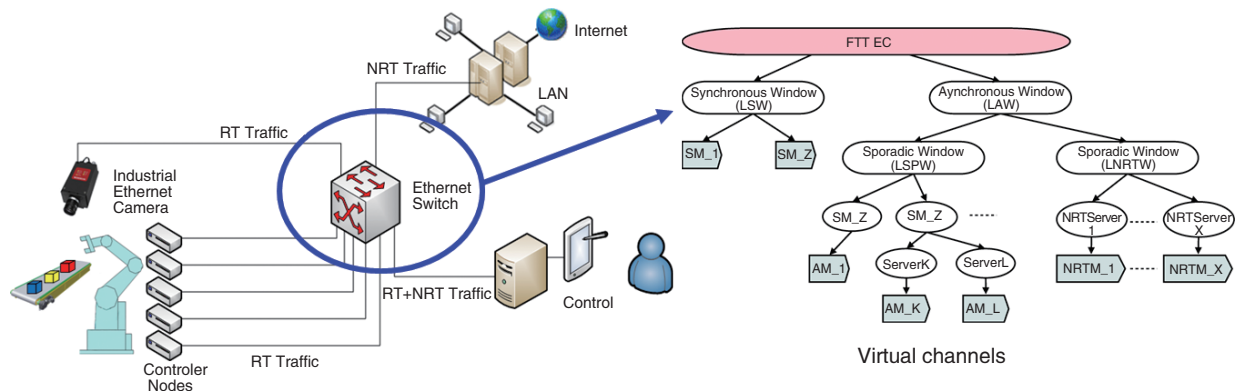 Internet
NRT Traffic
LAN
RT Traffic
Industrial
Ethernet
Camera
Ethernet
Switch
RT+NRT Traffic
Control
RT Traffic
Controler
Nodes
FTT EC
Synchronous Window
(LSW)
Aynchronous Window
(LAW)
SM_1
SM_Z
Sporadic Window
(LSPW)
Sporadic Window
(LNRTW)
SM_Z
SM_Z
NRTServer
1
NRTServer
X
AM_1
ServerK
ServerL
NRTM_1
NRTM_X
AM_K
AM_L
Virtual channels